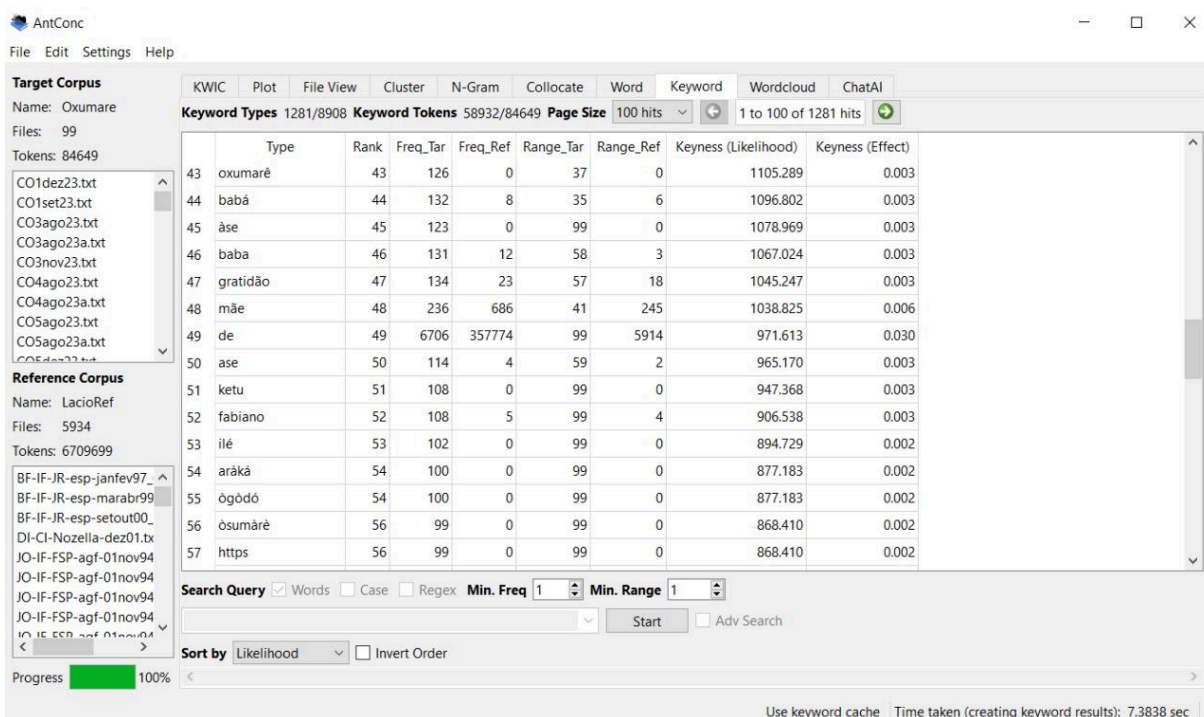 AntConc
File Edit Settings Help
Target Corpus
Name: Oxumare
Files: 99
Tokens: 84649
CO1dez23.txt
CO1set23.txt
CO3ago23.txt
CO3ago23a.txt
CO3nov23.txt
CO4ago23.txt
CO4ago23a.txt
CO5ago23.txt
CO5ago23a.txt
Reference Corpus
Name: LacioRef
Files: 5934
Tokens: 6709699
BF-IF-JR-esp-janfev97_
BF-IF-JR-esp-marabr99
BF-IF-JR-esp-setout00_
DI-CI-Nozella-dez01.tx
JO-IF-FSP-agf-01nov94
JO-IF-FSP-agf-01nov94
JO-IF-FSP-agf-01nov94
JO-IF-FSP-agf-01nov94
Progress 100%
KWIC Plot File View Cluster N-Gram Collocate Word Keyword Wordcloud ChatAI
Keyword Types 1281/8908 Keyword Tokens 58932/84649 Page Size 100 hits 1 to 100 of 1281 hits
Type Rank Freq_Tar Freq_Ref Range_Tar Range_Ref Keyness (Likelihood) Keyness (Effect)
43 oxumarê 43 126 0 37 0 1105.289 0.003
44 babá 44 132 8 35 6 1096.802 0.003
45 àse 45 123 0 99 0 1078.969 0.003
46 baba 46 131 12 58 3 1067.024 0.003
47 gratidão 47 134 23 57 18 1045.247 0.003
48 mãe 48 236 686 41 245 1038.825 0.006
49 de 49 6706 357774 99 5914 971.613 0.030
50 ase 50 114 4 59 2 965.170 0.003
51 ketu 51 108 0 99 0 947.368 0.003
52 fabiano 52 108 5 99 4 906.538 0.003
53 ilé 53 102 0 99 0 894.729 0.002
54 aràká 54 100 0 99 0 877.183 0.002
55 ògòdó 54 100 0 99 0 877.183 0.002
56 òsumàrè 56 99 0 99 0 868.410 0.002
57 https 56 99 0 99 0 868.410 0.002
Search Query Words Case Regex Min. Freq 1 Min. Range 1
Start Adv Search
Sort by Likelihood Invert Order
Use keyword cache Time taken (creating keyword results): 7.3838 sec